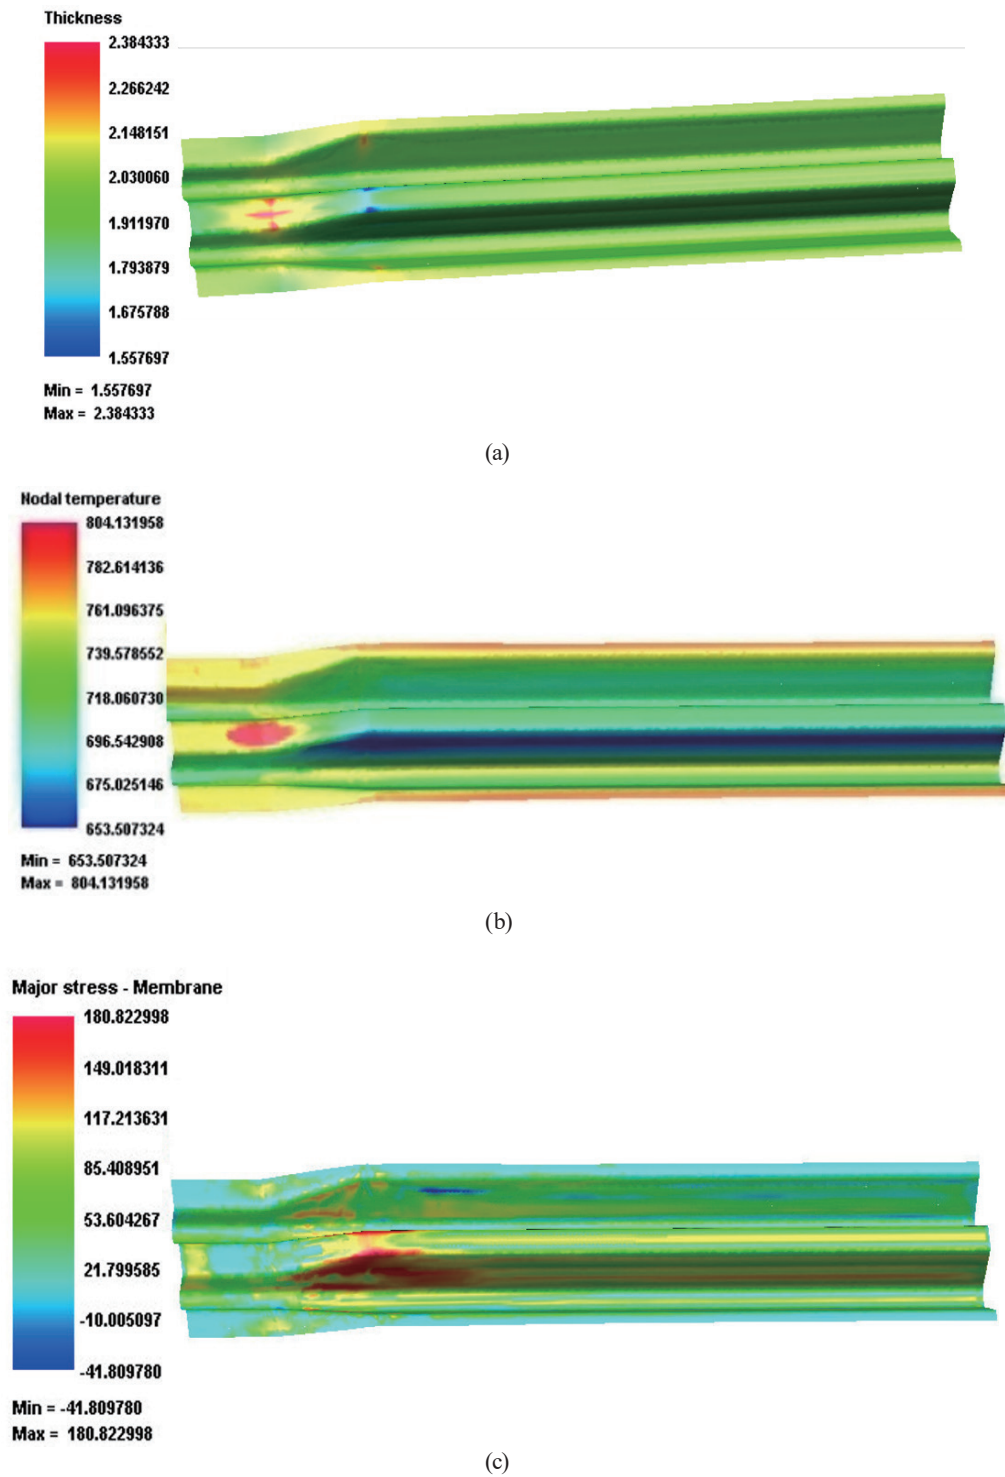 Thickness
2.384333
2.266242
2.148151
2.030060
1.911970
1.793879
1.675788
1.557697
Min = 1.557697
Max = 2.384333
(a)
Nodal temperature
804.131958
782.614136
761.096375
739.578552
718.060730
696.542908
675.025146
653.507324
Min = 653.507324
Max = 804.131958
(b)
Major stress - Membrane
180.822998
149.018311
117.213631
85.408951
53.604267
21.799585
-10.005097
-41.809780
Min = -41.809780
Max = 180.822998
(c)